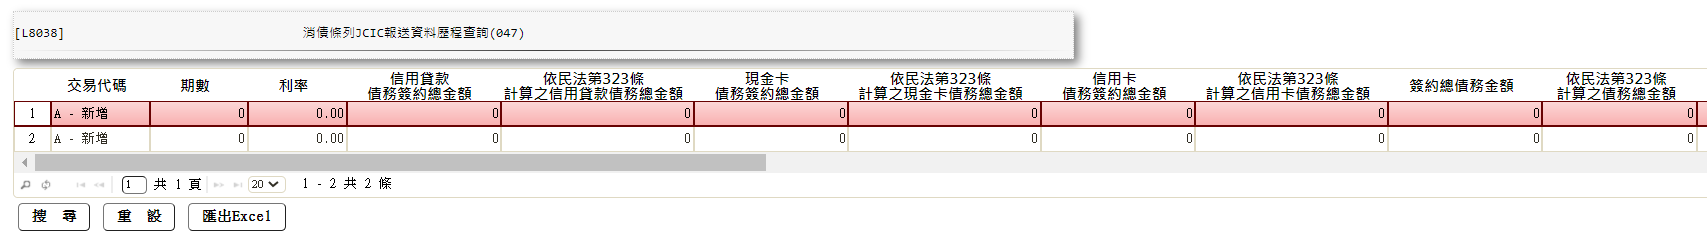 [L8038] 消債條列JCIC報送資料歷程查詢(047)
交易代碼 期數 利率 信用貸款 債務簽約總金額 依民法第323條 計算之信用貸款債務總金額 現金卡 債務簽約總金額 依民法第323條 計算之現金卡債務總金額 信用卡 債務簽約總金額 依民法第323條 計算之信用卡債務總金額 簽約總債務金額 依民法第323條 計算之債務總金額
1 A - 新增 0 0.00 0 0 0 0 0 0 0 0
2 A - 新增 0 0.00 0 0 0 0 0 0 0 0
1 共 1 頁 20 1 - 2 共 2 條
搜 尋 重 設 匯出Excel